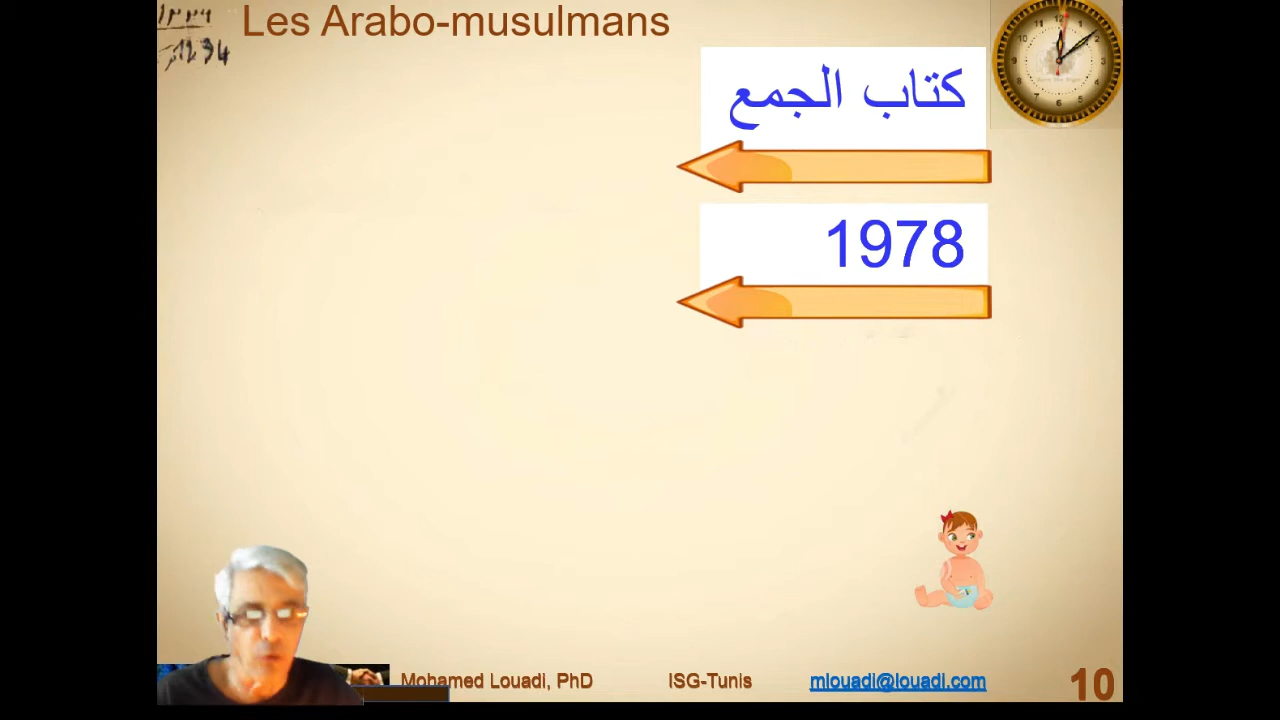 Les Arabo-musulmans
كتاب الجمع
1978
Mohamed Louadi, PhD
ISG-Tunis
mlouadi@louadi.com
10